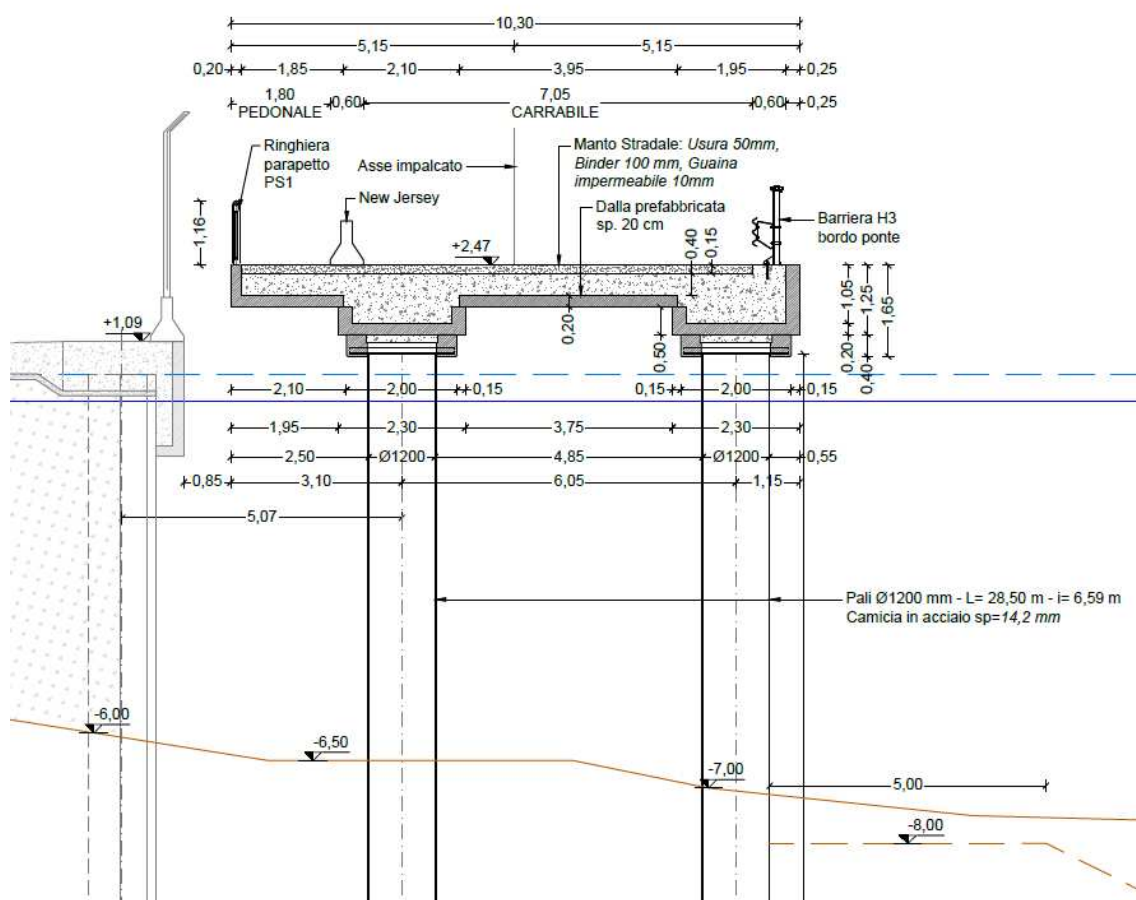 10,30
5,15
5,15
0,20
1,85
2,10
3,95
1,95
0,25
1,80
0,60
7,05
0,60
0,25
PEDONALE
CARRABILE
Ringhiera
parapetto
PS1
Asse impalcato
Manto Stradale: Usura 50mm,
Binder 100 mm, Guaina
impermeabile 10mm
New Jersey
Dalla prefabbricata
sp. 20 cm
Barriera H3
bordo ponte
1,16
+2,47
0,40
0,15
1,05
1,25
1,65
+1,09
0,20
0,50
0,20
0,40
2,10
2,00
0,15
0,15
2,00
0,15
1,95
2,30
3,75
2,30
2,50
Ø1200
4,85
Ø1200
0,55
0,85
3,10
6,05
1,15
5,07
Pali Ø1200 mm - L= 28,50 m - i= 6,59 m
Camicia in acciaio sp=14,2 mm
-6,00
-6,50
-7,00
5,00
-8,00